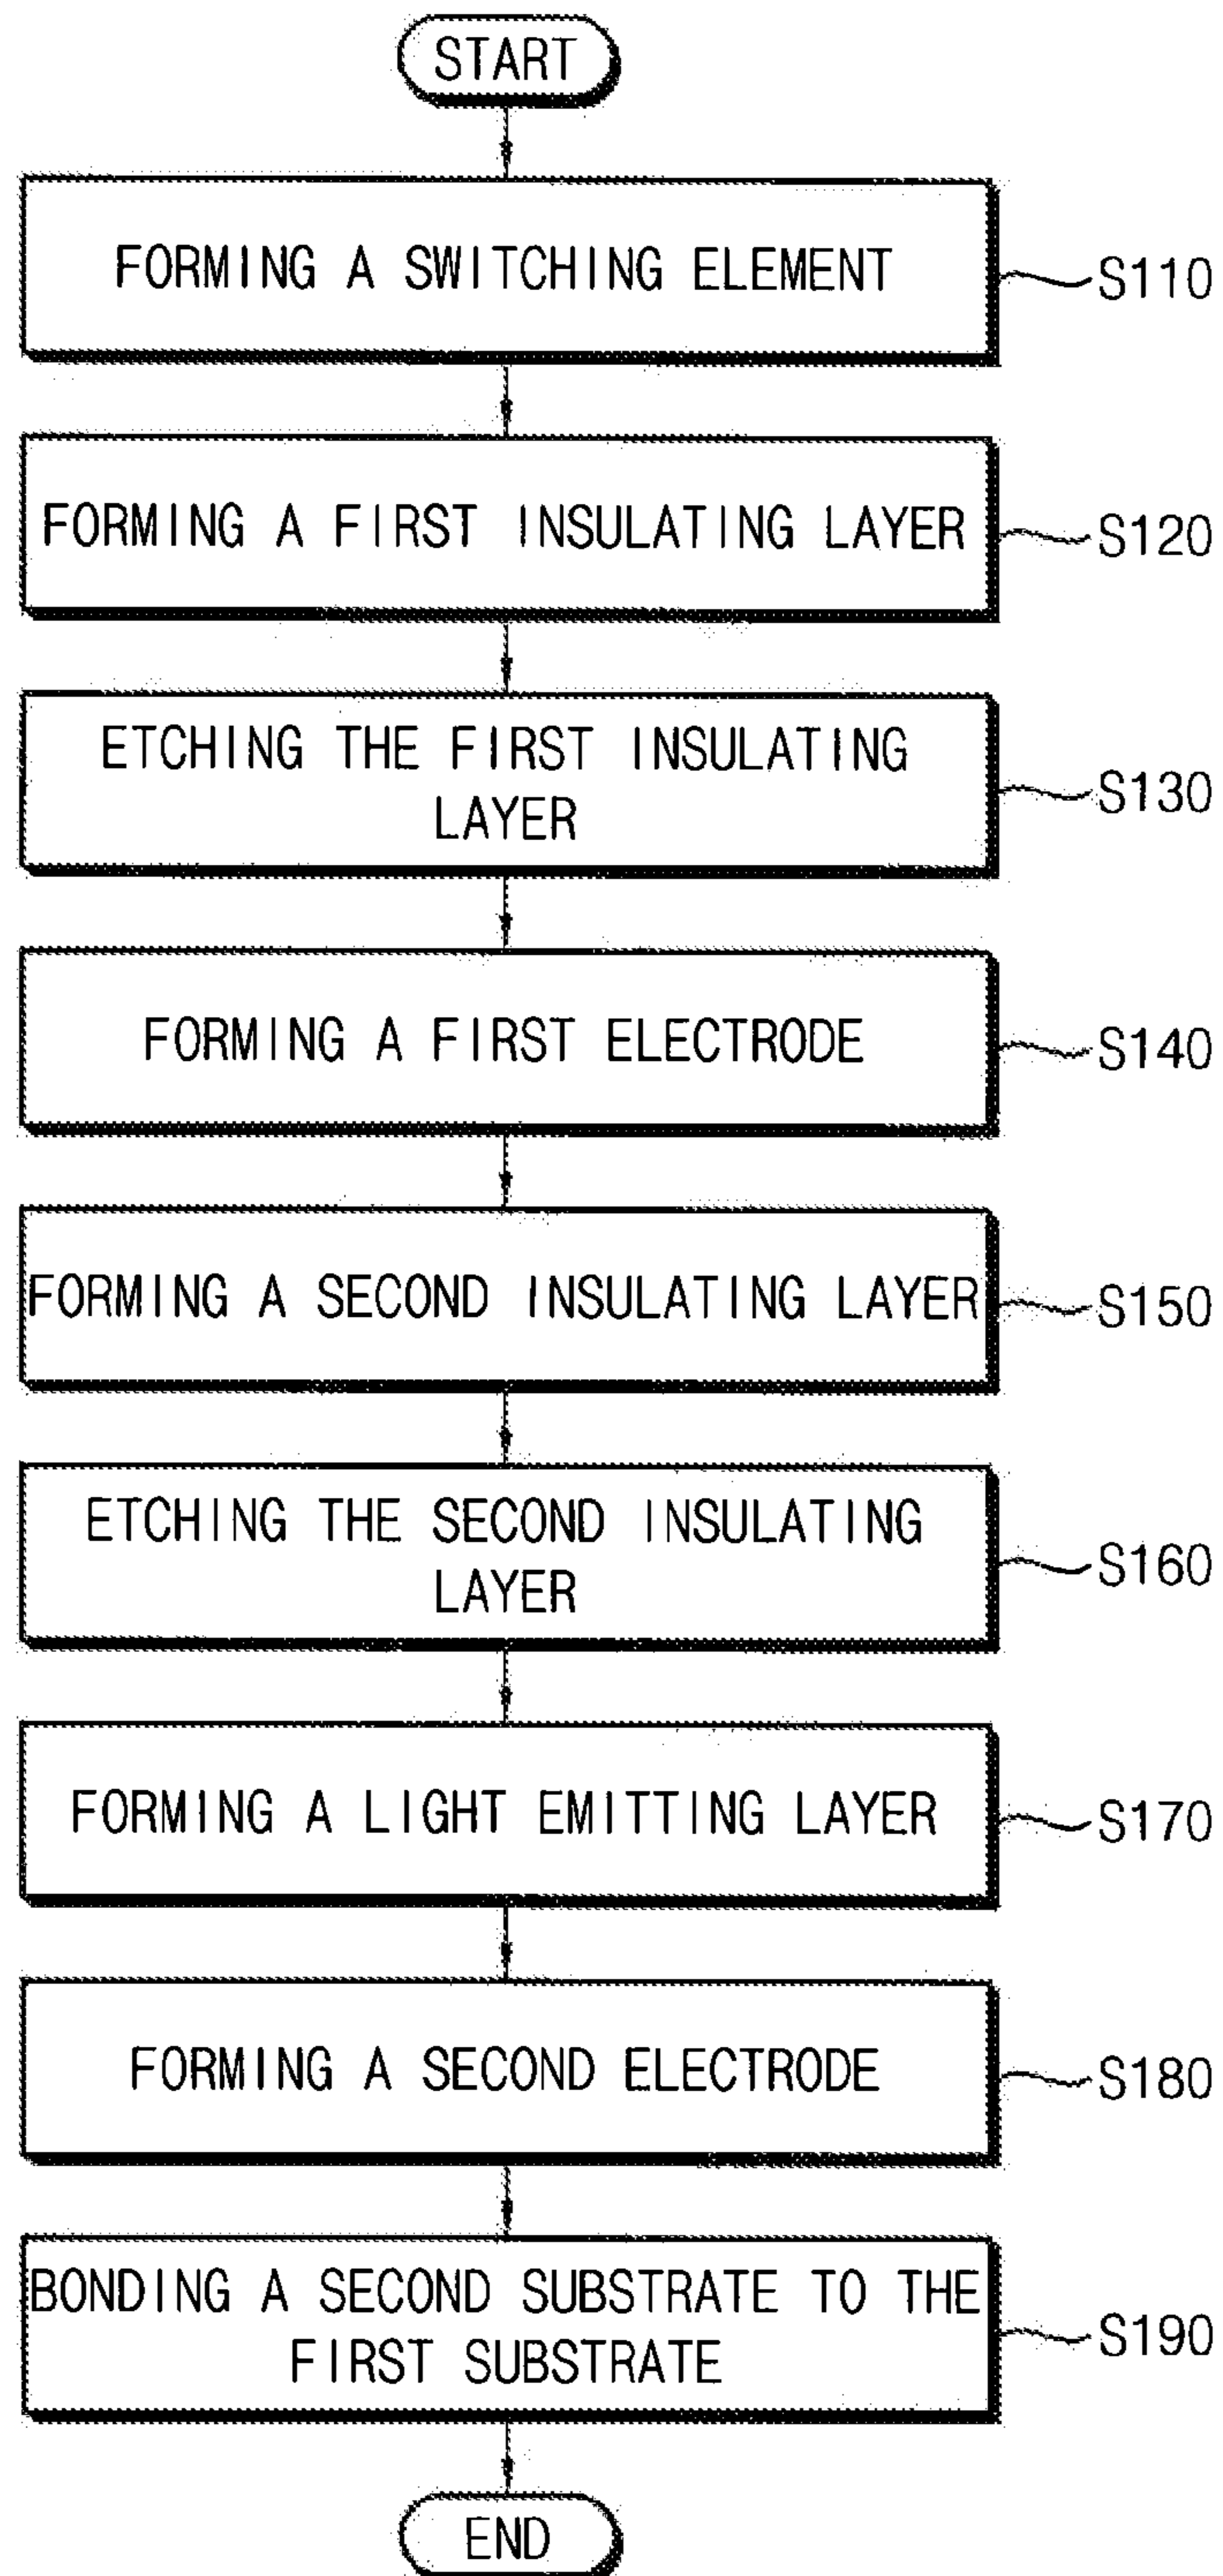 START
FORMING A SWITCHING ELEMENT
S110
FORMING A FIRST INSULATING LAYER
S120
ETCHING THE FIRST INSULATING
LAYER
S130
FORMING A FIRST ELECTRODE
S140
FORMING A SECOND INSULATING LAYER
S150
ETCHING THE SECOND INSULATING
LAYER
S160
FORMING A LIGHT EMITTING LAYER
S170
FORMING A SECOND ELECTRODE
S180
BONDING A SECOND SUBSTRATE TO THE
FIRST SUBSTRATE
S190
END